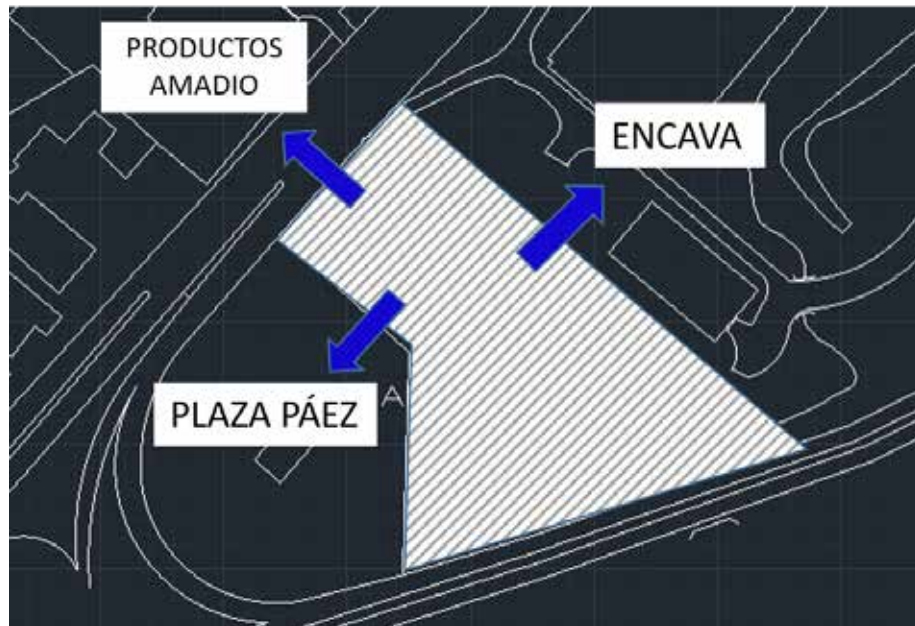 PRODUCTOS
AMADIO
ENCAVA
PLAZA PÁEZ
A